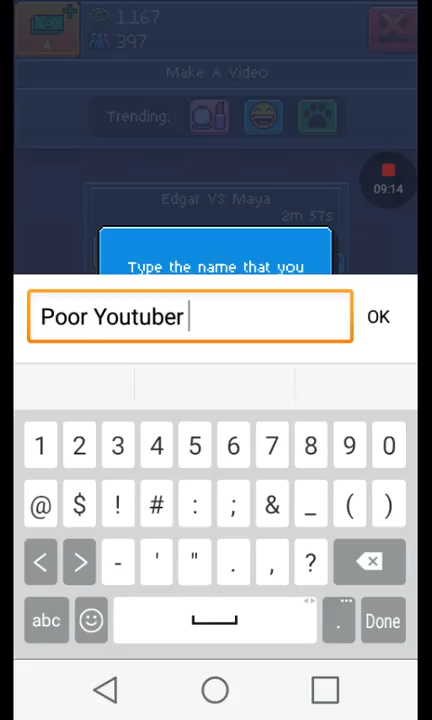 1,167
4
397
Make A Video
Trending:
09:14
Edgar VS Maya
2m 57s
Type the name that you
Poor Youtuber
OK
1 2 3 4 5 6 7 8 9 0
@ $ ! # : ; & _ ( )
< > - ' " . , ?
abc . Done